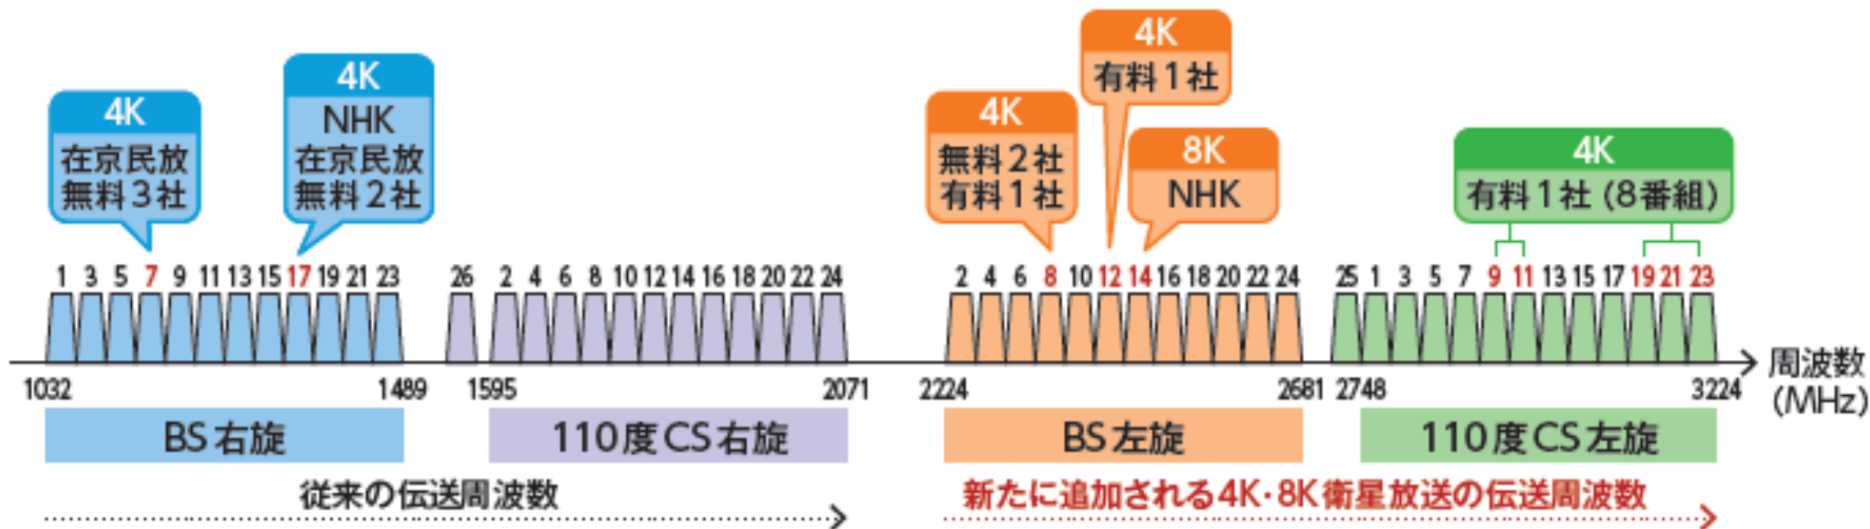 4K
在京民放
無料3社
4K
NHK
在京民放
無料2社
4K
無料2社
有料1社
4K
有料1社
8K
NHK
4K
有料1社(8番組)
1 3 5 7 9 11 13 15 17 19 21 23
26 2 4 6 8 10 12 14 16 18 20 22 24
2 4 6 8 10 12 14 16 18 20 22 24
25 1 3 5 7 9 11 13 15 17 19 21 23
1032 1489 1595 2071 2224 2681 2748 3224
周波数
(MHz)
BS右旋
110度CS右旋
BS左旋
110度CS左旋
従来の伝送周波数
新たに追加される4K・8K衛星放送の伝送周波数